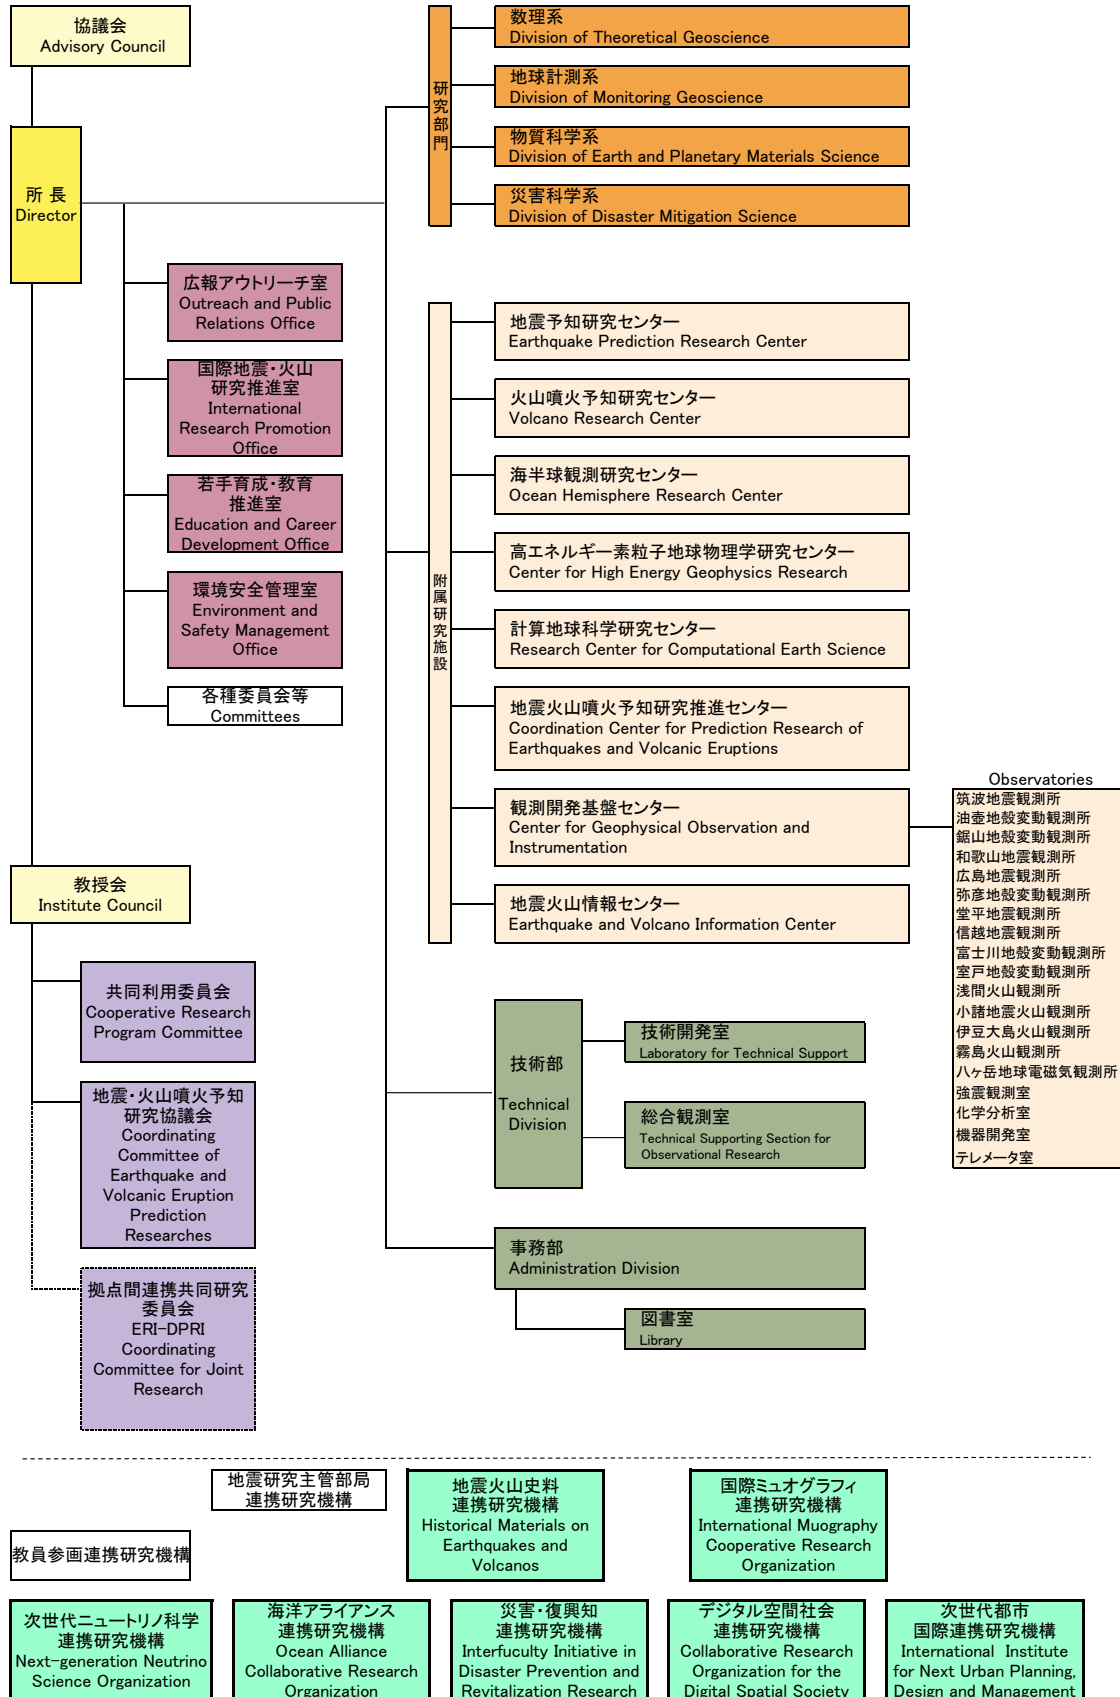 協議会
Advisory Council
所 長
Director
数理系
Division of Theoretical Geoscience
地球計測系
Division of Monitoring Geoscience
物質科学系
Division of Earth and Planetary Materials Science
災害科学系
Division of Disaster Mitigation Science
研究部門
広報アウトリーチ室
Outreach and Public
Relations Office
国際地震・火山
研究推進室
International
Research Promotion
Office
若手育成・教育
推進室
Education and Career
Development Office
環境安全管理室
Environment and
Safety Management
Office
各種委員会等
Committees
附属研究施設
地震予知研究センター
Earthquake Prediction Research Center
火山噴火予知研究センター
Volcano Research Center
海半球観測研究センター
Ocean Hemisphere Research Center
高エネルギー素粒子地球物理学研究センター
Center for High Energy Geophysics Research
計算地球科学研究センター
Research Center for Computational Earth Science
地震火山噴火予知研究推進センター
Coordination Center for Prediction Research of
Earthquakes and Volcanic Eruptions
観測開発基盤センター
Center for Geophysical Observation and
Instrumentation
地震火山情報センター
Earthquake and Volcano Information Center
Observatories
筑波地震観測所
油壷地殻変動観測所
鋸山地殻変動観測所
和歌山地震観測所
広島地震観測所
弥彦地殻変動観測所
堂平地震観測所
信越地震観測所
富士川地殻変動観測所
室戸地殻変動観測所
浅間火山観測所
小諸地震火山観測所
伊豆大島火山観測所
霧島火山観測所
八ヶ岳地球電磁気観測所
強震観測室
化学分析室
機器開発室
テレメータ室
教授会
Institute Council
共同利用委員会
Cooperative Research
Program Committee
地震・火山噴火予知
研究協議会
Coordinating
Committee of
Earthquake and
Volcanic Eruption
Prediction
Researches
拠点間連携共同研究
委員会
ERI-DPRI
Coordinating
Committee for Joint
Research
技術部
Technical
Division
技術開発室
Laboratory for Technical Support
総合観測室
Technical Supporting Section for
Observational Research
事務部
Administration Division
図書室
Library
地震研究主管部局
連携研究機構
地震火山史料
連携研究機構
Historical Materials on
Earthquakes and
Volcanos
国際ミュオグラフィ
連携研究機構
International Muography
Cooperative Research
Organization
教員参画連携研究機構
次世代ニュートリノ科学
連携研究機構
Next-generation Neutrino
Science Organization
海洋アライアンス
連携研究機構
Ocean Alliance
Collaborative Research
Organization
災害・復興知
連携研究機構
Interfuculty Initiative in
Disaster Prevention and
Revitalization Research
デジタル空間社会
連携研究機構
Collaborative Research
Organization for the
Digital Spatial Society
次世代都市
国際連携研究機構
International Institute
for Next Urban Planning,
Design and Management